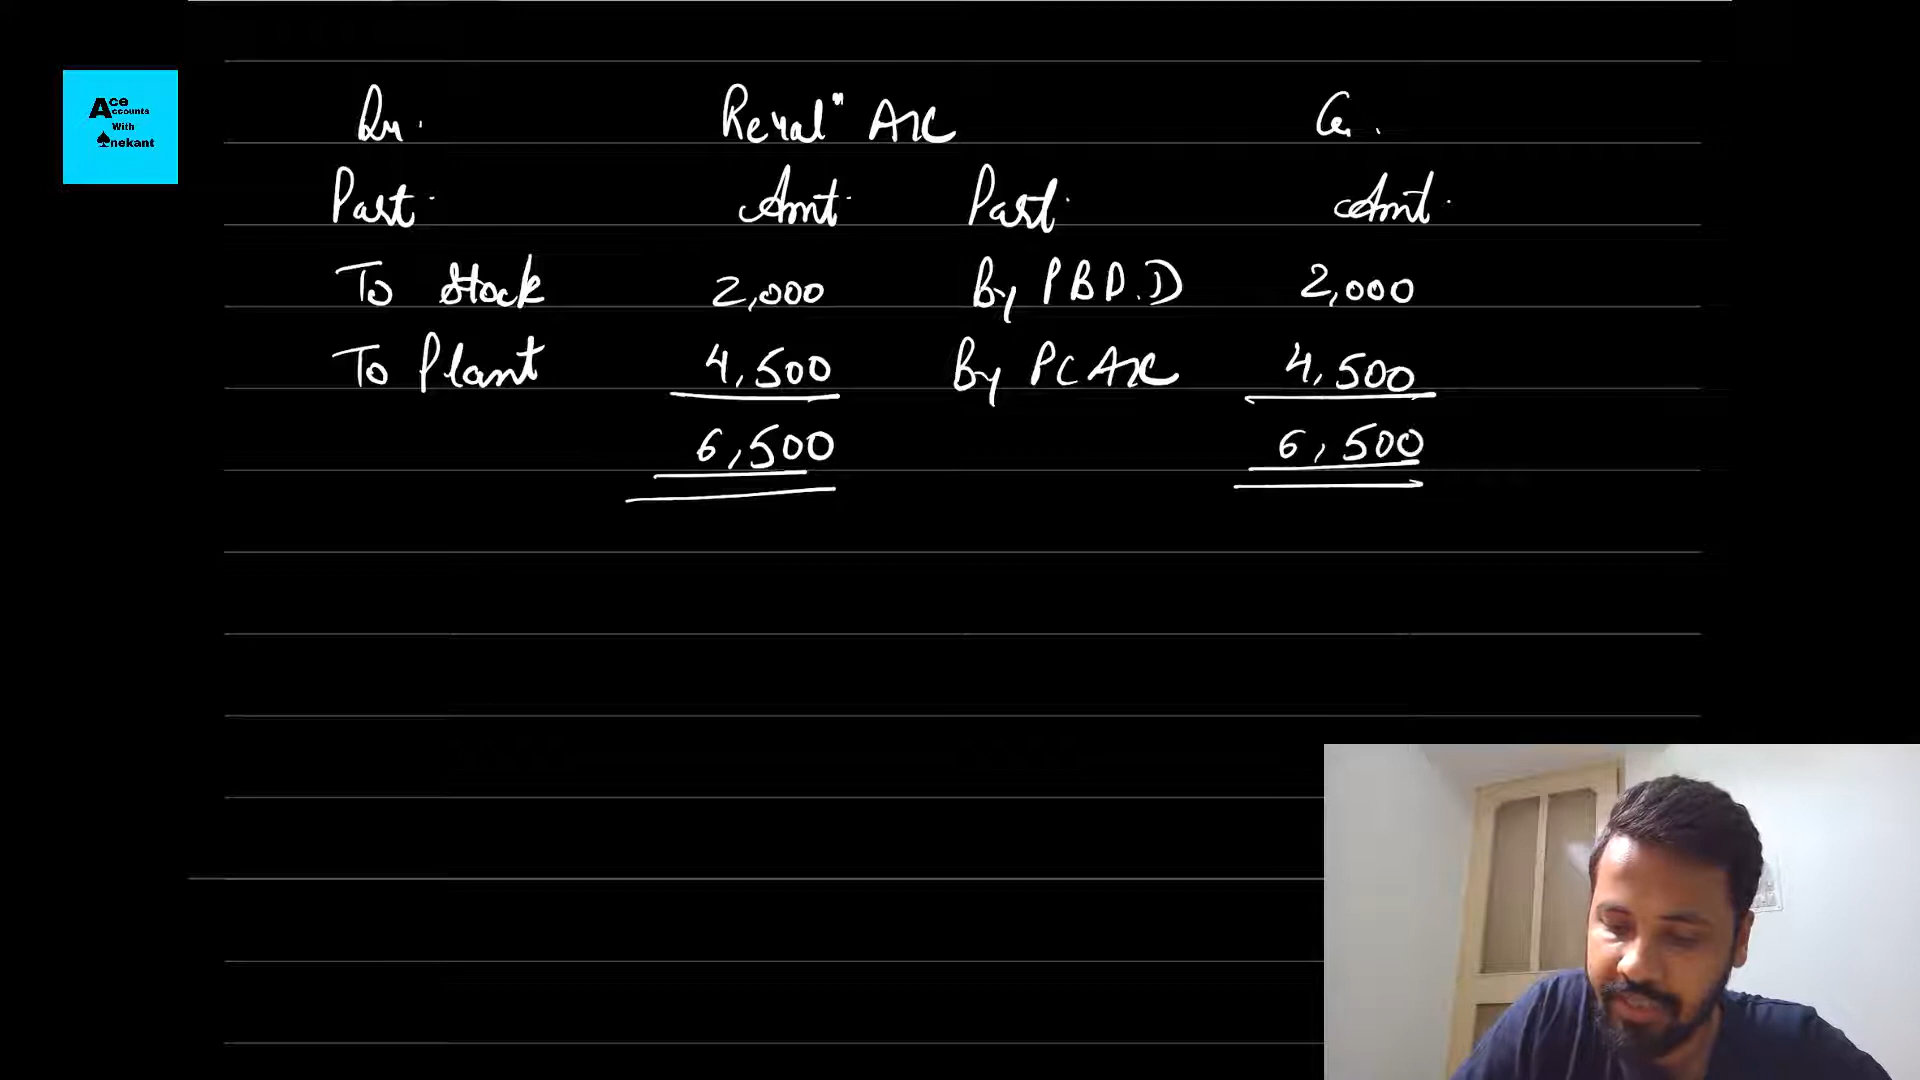 Ace
Accounts
With
Anekant
Dr. Reval" A/C Cr.
Part. Amt. Part. Amt.
To Stock 2,000 By PBD.D 2,000
To Plant 4,500 By PC A/C 4,500
6,500 6,500